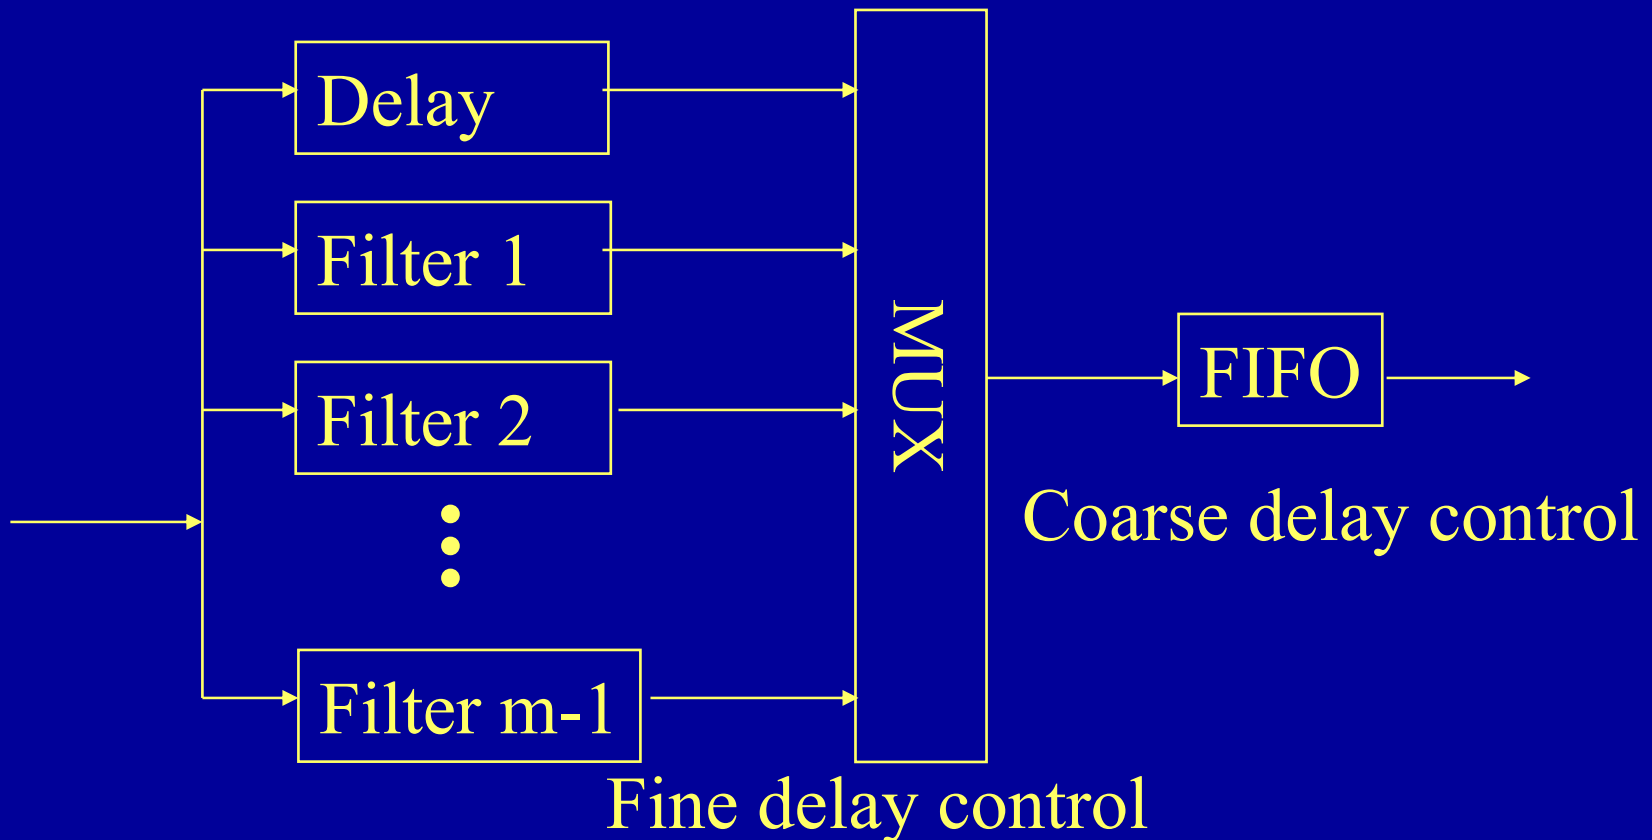 Delay
Filter 1
Filter 2
Filter m-1
MUX
FIFO
Coarse delay control
Fine delay control